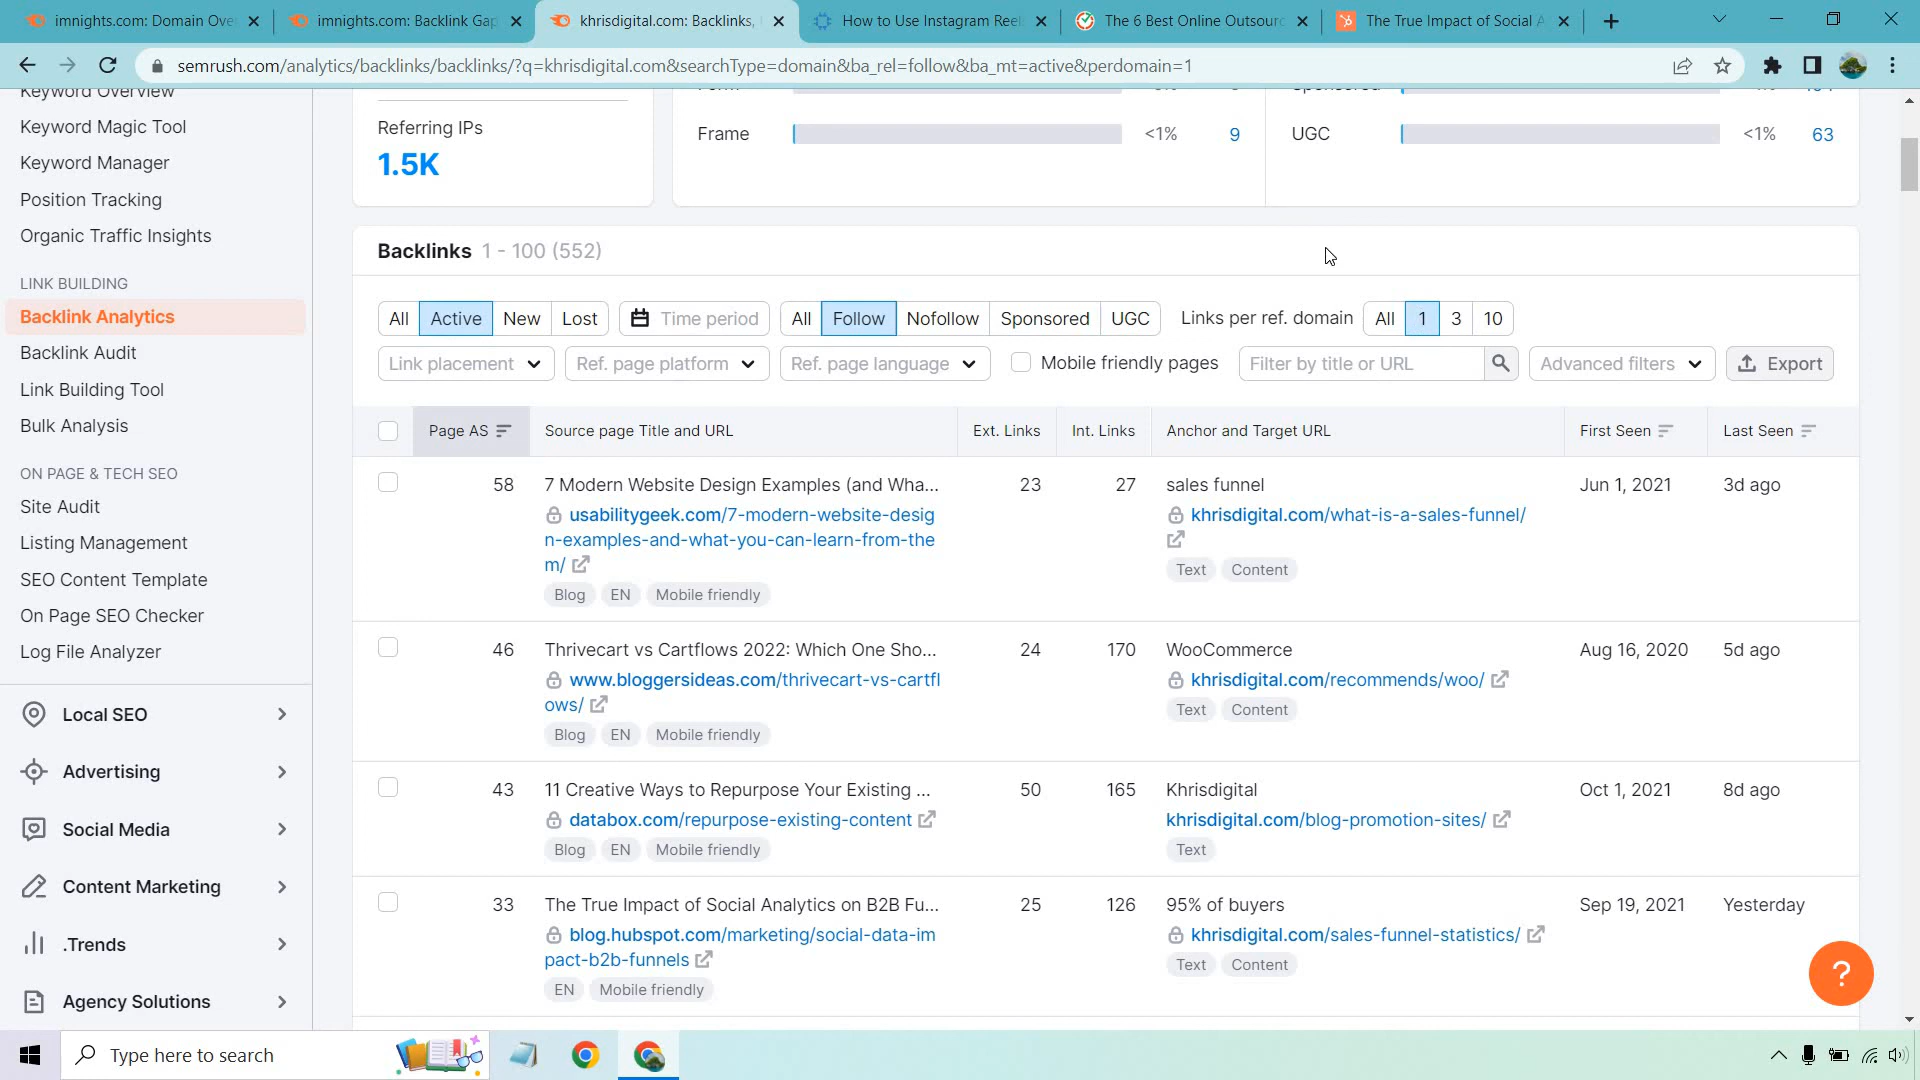 imnights.com: Domain Ove
imnights.com: Backlink Gap
khrisdigital.com: Backlinks,
How to Use Instagram Reel
The 6 Best Online Outsourc
The True Impact of Social A
semrush.com/analytics/backlinks/backlinks/?q=khrisdigital.com&searchType=domain&ba_rel=follow&ba_mt=active&perdomain=1
Keyword Overview
Keyword Magic Tool
Keyword Manager
Position Tracking
Organic Traffic Insights
LINK BUILDING
Backlink Analytics
Backlink Audit
Link Building Tool
Bulk Analysis
ON PAGE & TECH SEO
Site Audit
Listing Management
SEO Content Template
On Page SEO Checker
Log File Analyzer
Local SEO
Advertising
Social Media
Content Marketing
.Trends
Agency Solutions
Referring IPs
1.5K
Frame <1% 9
Sponsored
UGC <1% 63
Backlinks 1 - 100 (552)
All Active New Lost Time period All Follow Nofollow Sponsored UGC Links per ref. domain All 1 3 10
Link placement Ref. page platform Ref. page language Mobile friendly pages Filter by title or URL Advanced filters Export
Page AS Source page Title and URL Ext. Links Int. Links Anchor and Target URL First Seen Last Seen
58 7 Modern Website Design Examples (and Wha... 23 27 sales funnel Jun 1, 2021 3d ago
usabilitygeek.com/7-modern-website-desig khrisdigital.com/what-is-a-sales-funnel/
n-examples-and-what-you-can-learn-from-the
m/
Text Content
Blog EN Mobile friendly
46 Thrivecart vs Cartflows 2022: Which One Sho... 24 170 WooCommerce Aug 16, 2020 5d ago
www.bloggersideas.com/thrivecart-vs-cartfl khrisdigital.com/recommends/woo/
ows/
Text Content
Blog EN Mobile friendly
43 11 Creative Ways to Repurpose Your Existing ... 50 165 Khrisdigital Oct 1, 2021 8d ago
databox.com/repurpose-existing-content khrisdigital.com/blog-promotion-sites/
Blog EN Mobile friendly Text
33 The True Impact of Social Analytics on B2B Fu... 25 126 95% of buyers Sep 19, 2021 Yesterday
blog.hubspot.com/marketing/social-data-im khrisdigital.com/sales-funnel-statistics/
pact-b2b-funnels
Text Content
EN Mobile friendly
?
Type here to search